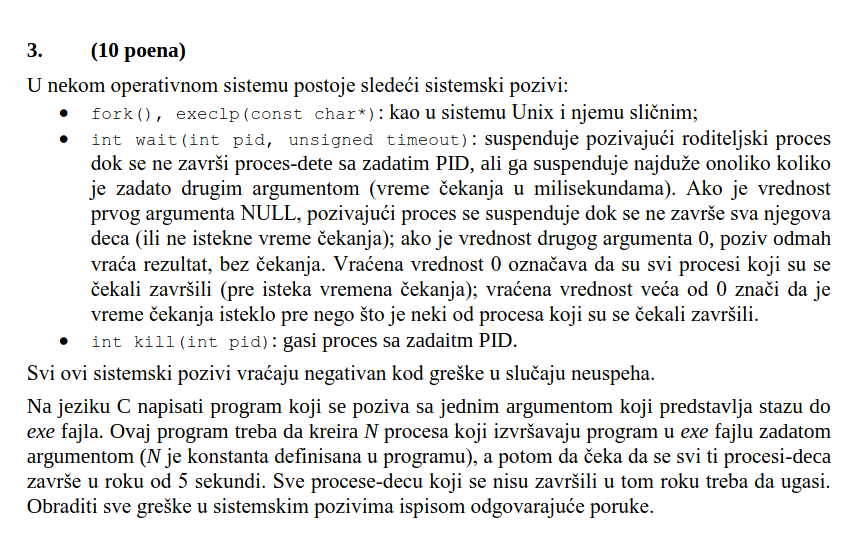 3. (10 poena)
U nekom operativnom sistemu postoje sledeći sistemski pozivi:
• fork(), execlp(const char*): kao u sistemu Unix i njemu sličnim;
• int wait(int pid, unsigned timeout): suspenduje pozivajući roditeljski proces
dok se ne završi proces-dete sa zadatim PID, ali ga suspenduje najduže onoliko koliko
je zadato drugim argumentom (vreme čekanja u milisekundama). Ako je vrednost
prvog argumenta NULL, pozivajući proces se suspenduje dok se ne završe sva njegova
deca (ili ne istekne vreme čekanja); ako je vrednost drugog argumenta 0, poziv odmah
vraća rezultat, bez čekanja. Vraćena vrednost 0 označava da su svi procesi koji su se
čekali završili (pre isteka vremena čekanja); vraćena vrednost veća od 0 znači da je
vreme čekanja isteklo pre nego što je neki od procesa koji su se čekali završili.
• int kill(int pid): gasi proces sa zadaitm PID.
Svi ovi sistemski pozivi vraćaju negativan kod greške u slučaju neuspeha.
Na jeziku C napisati program koji se poziva sa jednim argumentom koji predstavlja stazu do
exe fajla. Ovaj program treba da kreira N procesa koji izvršavaju program u exe fajlu zadatom
argumentom (N je konstanta definisana u programu), a potom da čeka da se svi ti procesi-deca
završe u roku od 5 sekundi. Sve procese-decu koji se nisu završili u tom roku treba da ugasi.
Obraditi sve greške u sistemskim pozivima ispisom odgovarajuće poruke.